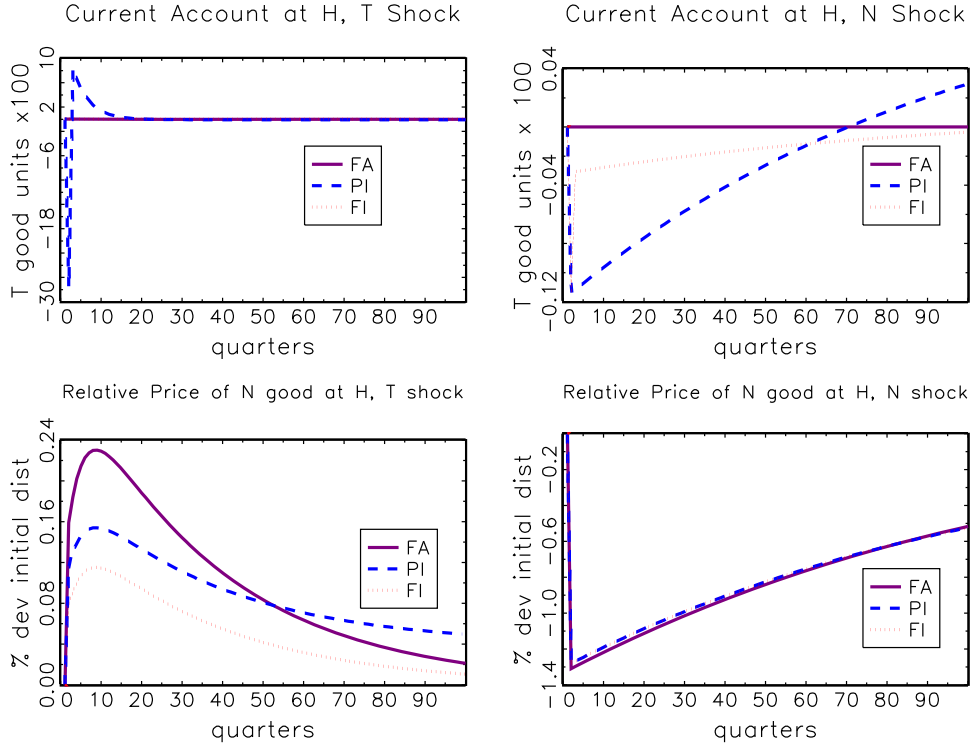 Current Account at H, T Shock
T good units x100
10
2
−6
−18
−30
FA
PI
FI
0 10 20 30 40 50 60 70 80 90
quarters
Current Account at H, N Shock
T good units x 100
0.04
−0.04
−0.12
FA
PI
FI
0 10 20 30 40 50 60 70 80 90
quarters
Relative Price of N good at H, T shock
% dev initial dist
0.24
0.16
0.08
0.00
FA
PI
FI
0 10 20 30 40 50 60 70 80 90
quarters
Relative Price of N good at H, N shock
% dev initial dist
−0.2
−0.6
−1.0
−1.4
FA
PI
FI
0 10 20 30 40 50 60 70 80 90
quarters